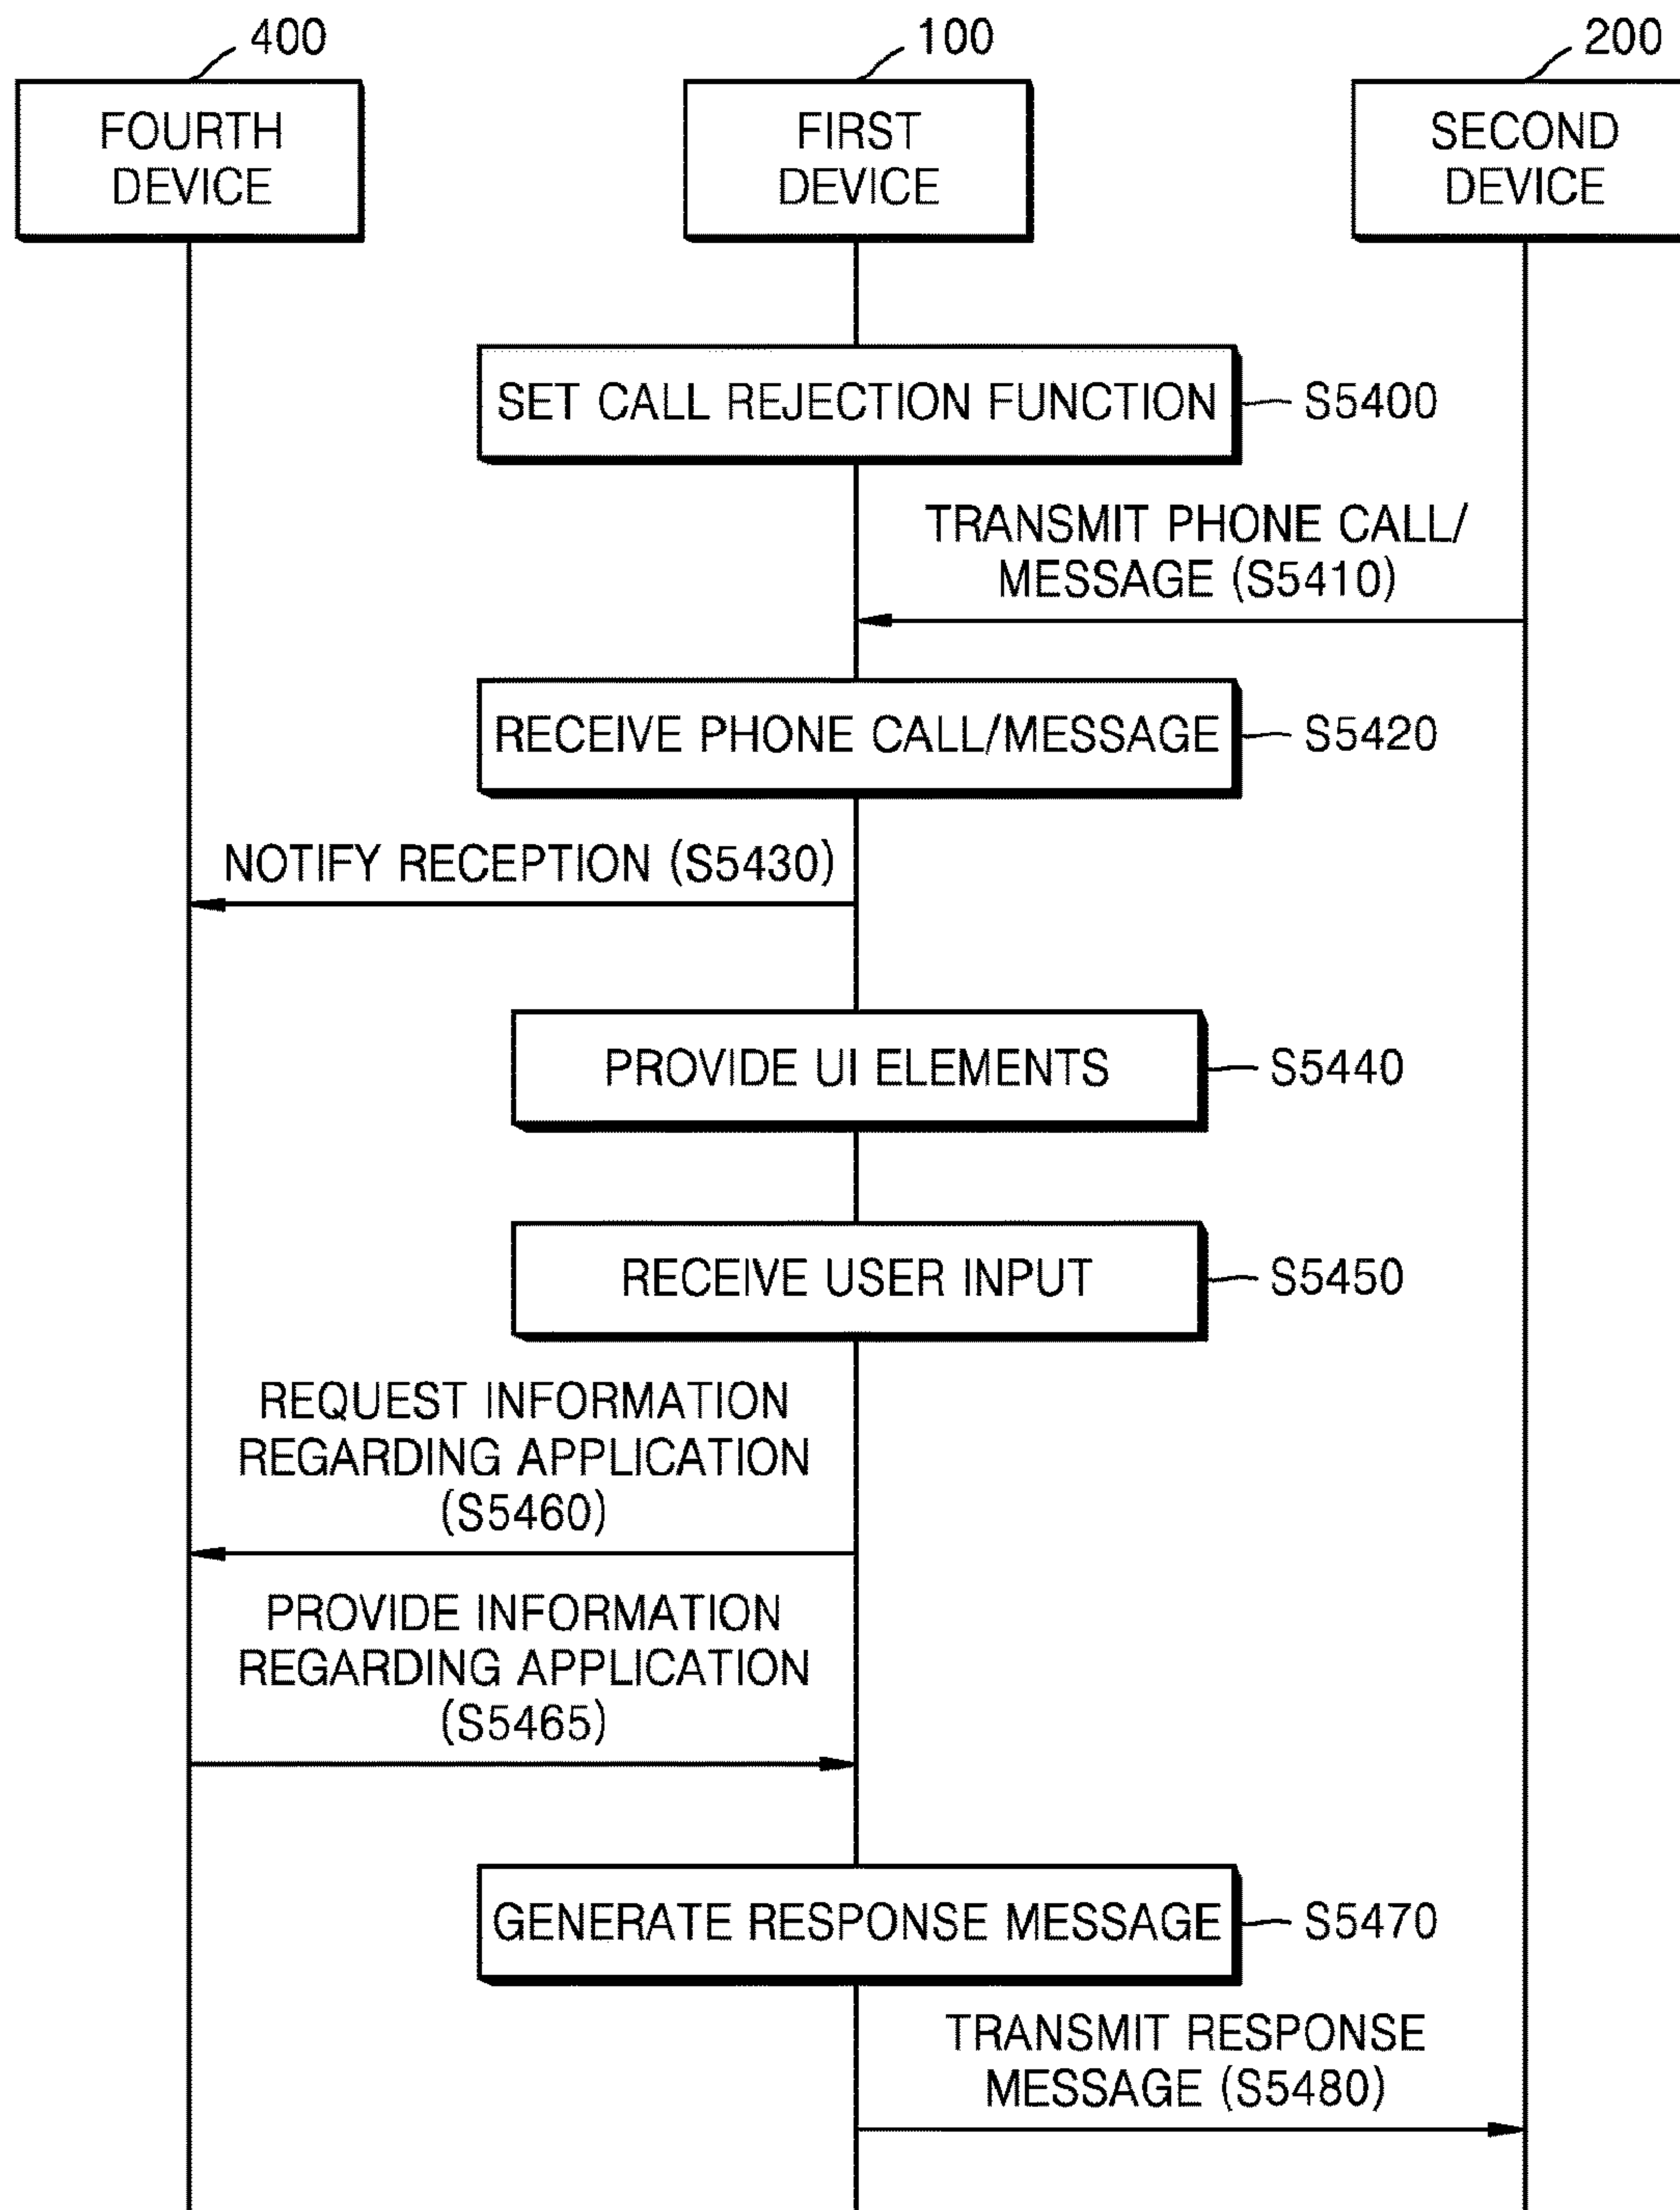 400
100
200
FOURTH
DEVICE
FIRST
DEVICE
SECOND
DEVICE
SET CALL REJECTION FUNCTION
S5400
TRANSMIT PHONE CALL/
MESSAGE (S5410)
RECEIVE PHONE CALL/MESSAGE
S5420
NOTIFY RECEPTION (S5430)
PROVIDE UI ELEMENTS
S5440
RECEIVE USER INPUT
S5450
REQUEST INFORMATION
REGARDING APPLICATION
(S5460)
PROVIDE INFORMATION
REGARDING APPLICATION
(S5465)
GENERATE RESPONSE MESSAGE
S5470
TRANSMIT RESPONSE
MESSAGE (S5480)